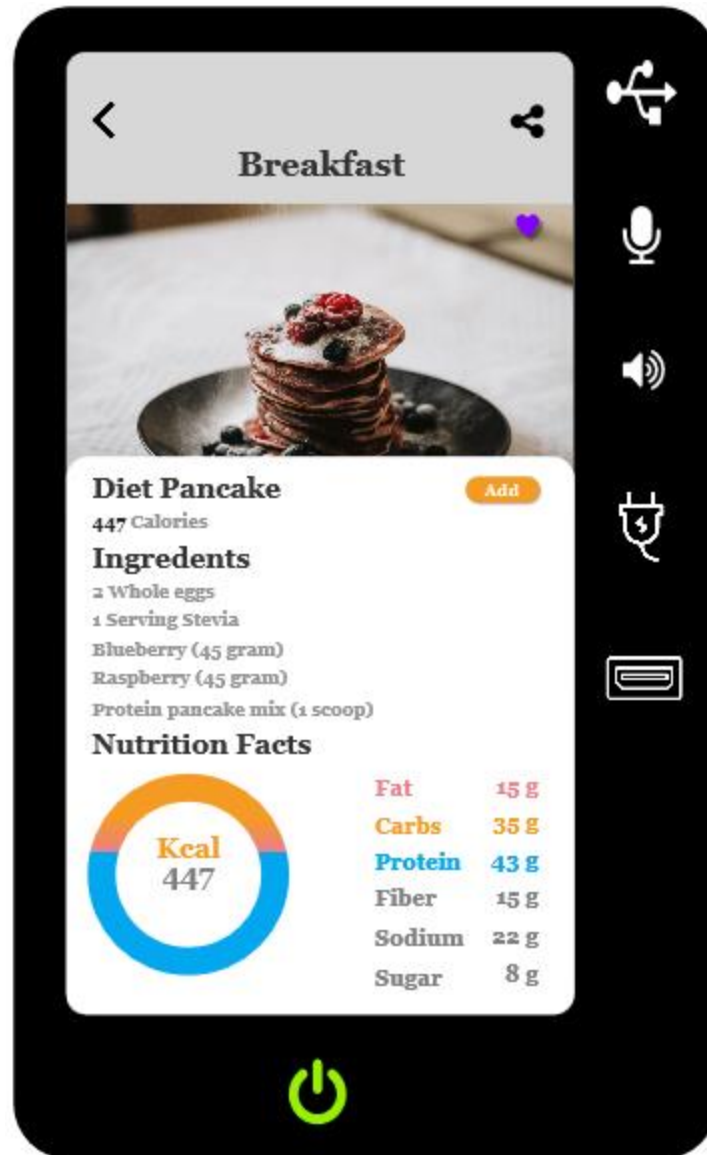 Breakfast
Diet Pancake
Add
447 Calories
Ingredents
2 Whole eggs
1 Serving Stevia
Blueberry (45 gram)
Raspberry (45 gram)
Protein pancake mix (1 scoop)
Nutrition Facts
Kcal
447
Fat 15 g
Carbs 35 g
Protein 43 g
Fiber 15 g
Sodium 22 g
Sugar 8 g